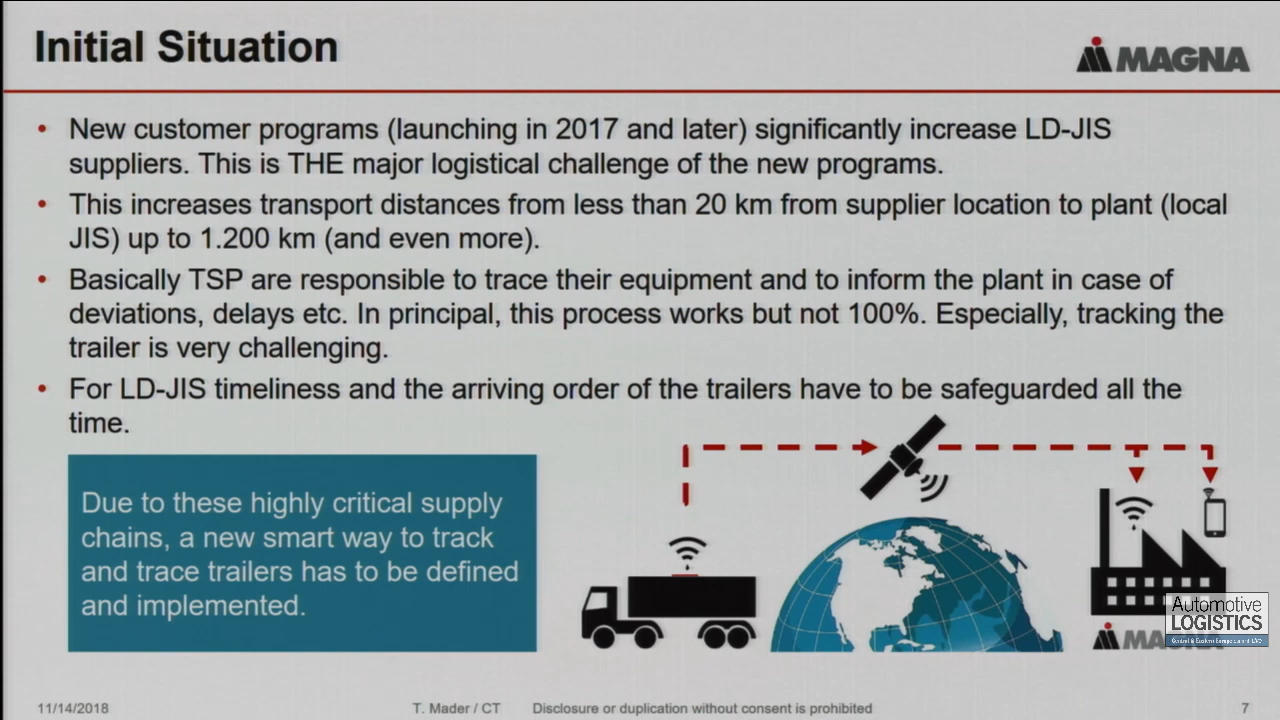 Initial Situation
MAGNA
• New customer programs (launching in 2017 and later) significantly increase LD-JIS
suppliers. This is THE major logistical challenge of the new programs.
• This increases transport distances from less than 20 km from supplier location to plant (local
JIS) up to 1.200 km (and even more).
• Basically TSP are responsible to trace their equipment and to inform the plant in case of
deviations, delays etc. In principal, this process works but not 100%. Especially, tracking the
trailer is very challenging.
• For LD-JIS timeliness and the arriving order of the trailers have to be safeguarded all the
time.
Due to these highly critical supply
chains, a new smart way to track
and trace trailers has to be defined
and implemented.
Automotive
LOGISTICS
Central & Eastern Europe summit LIVE
MAGNA
11/14/2018
T. Mader / CT
Disclosure or duplication without consent is prohibited
7